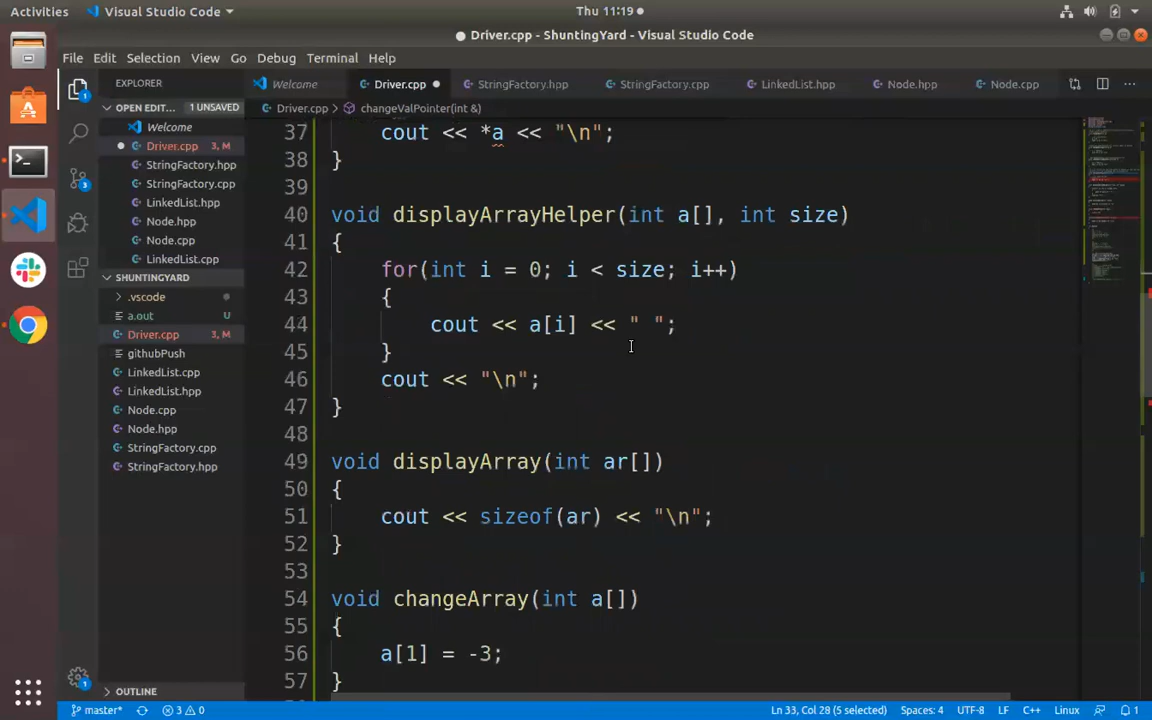 Activities Visual Studio Code Thu 11:19
Driver.cpp - ShuntingYard - Visual Studio Code
File Edit Selection View Go Debug Terminal Help
EXPLORER
Welcome Driver.cpp StringFactory.hpp StringFactory.cpp LinkedList.hpp Node.hpp Node.cpp
OPEN EDIT... 1 UNSAVED
Driver.cpp > changeValPointer(int &)
Welcome
Driver.cpp 3, M
StringFactory.hpp
StringFactory.cpp
LinkedList.hpp
Node.hpp
Node.cpp
LinkedList.cpp
SHUNTINGYARD
> .vscode
a.out U
Driver.cpp 3, M
githubPush
LinkedList.cpp
LinkedList.hpp
Node.cpp
Node.hpp
StringFactory.cpp
StringFactory.hpp
OUTLINE
37 cout << *a << "\n";
38 }
39
40 void displayArrayHelper(int a[], int size)
41 {
42 for(int i = 0; i < size; i++)
43 {
44 cout << a[i] << " ";
45 }
46 cout << "\n";
47 }
48
49 void displayArray(int ar[])
50 {
51 cout << sizeof(ar) << "\n";
52 }
53
54 void changeArray(int a[])
55 {
56 a[1] = -3;
57 }
master* 3 0 Ln 33, Col 28 (5 selected) Spaces: 4 UTF-8 LF C++ Linux 1